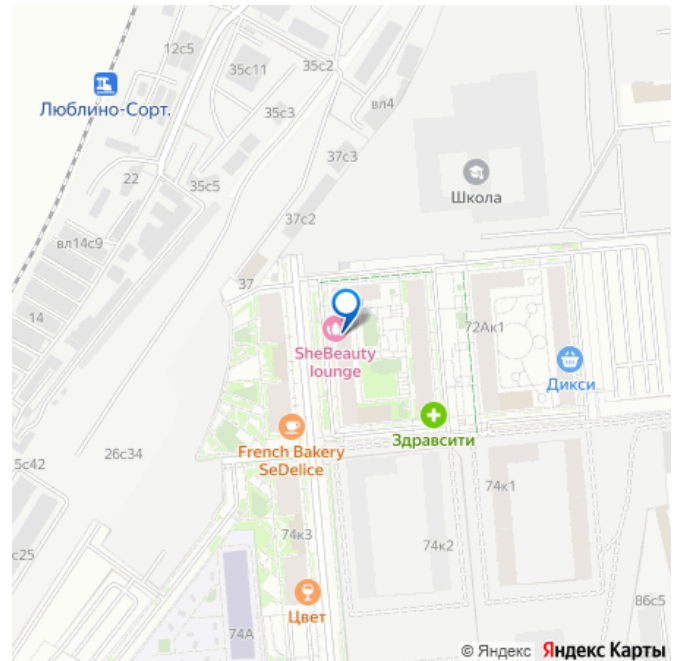 12с5
35с11
35с2
Люблино-Сорт.
35с3
вл4
22
35с5
37с3
Школа
37с2
вл14с9
37
14
72Ак1
SheBeauty
lounge
Дикси
Здравсити
French Bakery
SeDelice
5с42
26с34
74к1
74к3
74к2
с25
Цвет
86с5
74А
© Яндекс Яндекс Карты